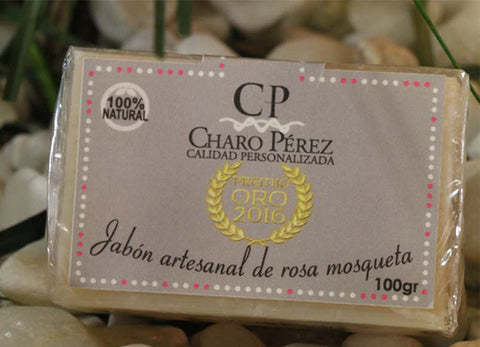 100%
NATURAL
CP
CHARO PÉREZ
CALIDAD PERSONALIZADA
PREMIO
ORO
2016
Jabón artesanal de rosa mosqueta
100gr